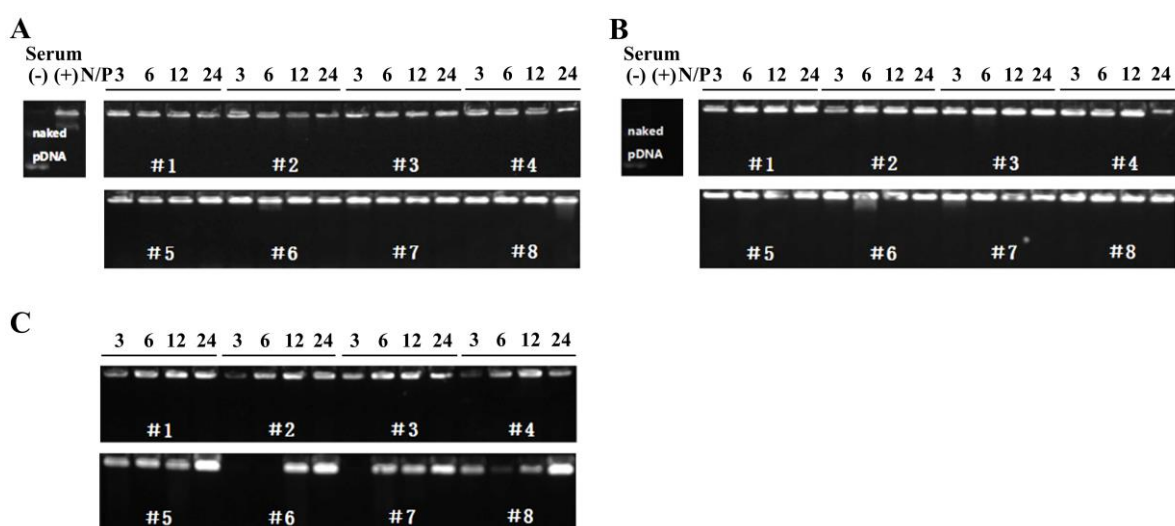 A
Serum
(-) (+) N/P 3 6 12 24 3 6 12 24 3 6 12 24 3 6 12 24
naked
pDNA
#1 #2 #3 #4
#5 #6 #7 #8
B
Serum
(-) (+) N/P 3 6 12 24 3 6 12 24 3 6 12 24 3 6 12 24
naked
pDNA
#1 #2 #3 #4
#5 #6 #7 #8
C
3 6 12 24 3 6 12 24 3 6 12 24 3 6 12 24
#1 #2 #3 #4
#5 #6 #7 #8